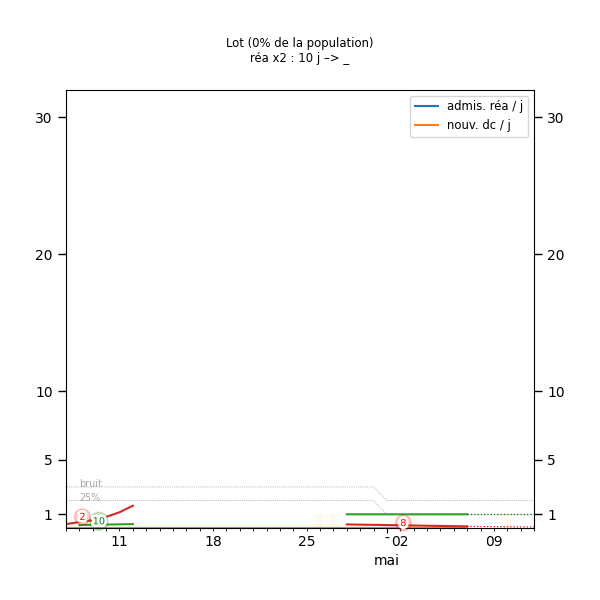 Lot (0% de la population)
réa x2 : 10 j –> _
admis. réa / j
nouv. dc / j
30 30
20 20
10 10
5 5
bruit
25%
1 2 10 8 1
11 18 25 02 09
mai